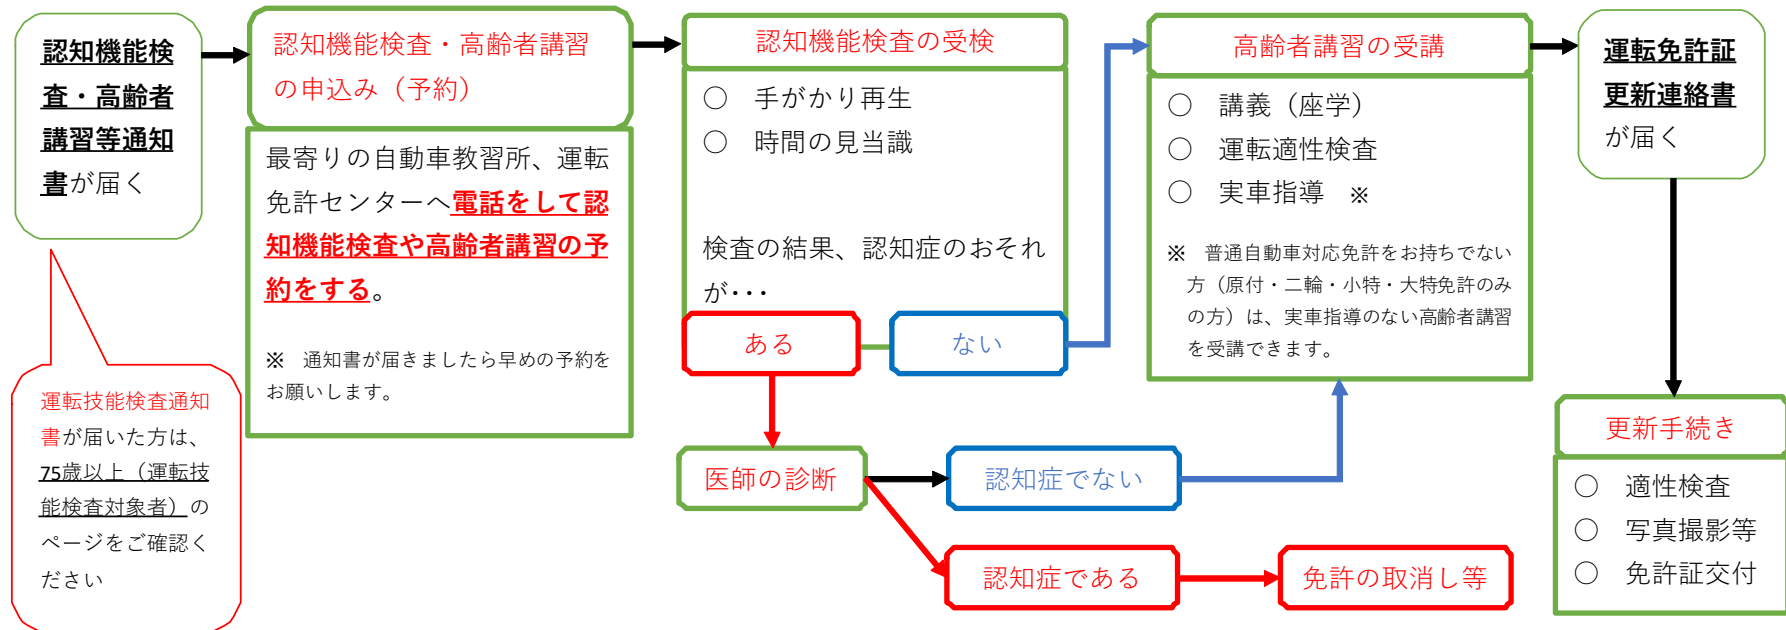 認知機能検
査・高齢者
講習等通知
書が届く
運転技能検査通知
書が届いた方は、
75歳以上（運転技
能検査対象者）の
ページをご確認く
ださい
認知機能検査・高齢者講習
の申込み（予約）
最寄りの自動車教習所、運転
免許センターへ電話をして認
知機能検査や高齢者講習の予
約をする。
※　通知書が届きましたら早めの予約を
お願いします。
認知機能検査の受検
○　手がかり再生
○　時間の見当識
検査の結果、認知症のおそれ
が・・・
ある
ない
医師の診断
認知症でない
認知症である
免許の取消し等
高齢者講習の受講
○　講義（座学）
○　運転適性検査
○　実車指導　※
※　普通自動車対応免許をお持ちでない
方（原付・二輪・小特・大特免許のみ
の方）は、実車指導のない高齢者講習
を受講できます。
運転免許証
更新連絡書
が届く
更新手続き
○　適性検査
○　写真撮影等
○　免許証交付